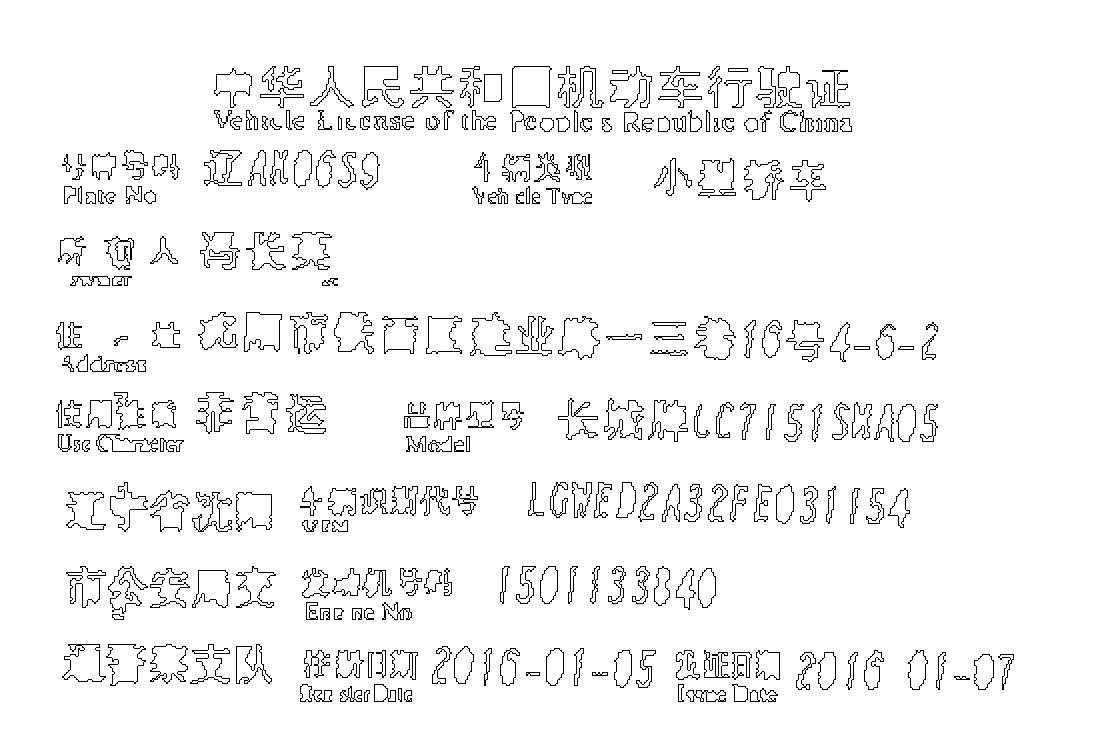 中华人民共和国机动车行驶证
Vehicle License of the People's Republic of China
号牌号码 辽AM06S9 车辆类型 小型轿车
Plate No Vehicle Type
所有人 冯长英
Owner
住 址 沈阳市铁西区建业路一三巷16号4-6-2
Address
使用性质 非营运 品牌型号 长城牌CC7151SMA05
Use Character Model
辽宁省沈阳 车辆识别代号 LGWED2A32FE031154
VIN
市公安局交 发动机号码 1501133840
Engine No
通警察支队 注册日期 2016-01-05 发证日期 2016 01-07
Register Date Issue Date